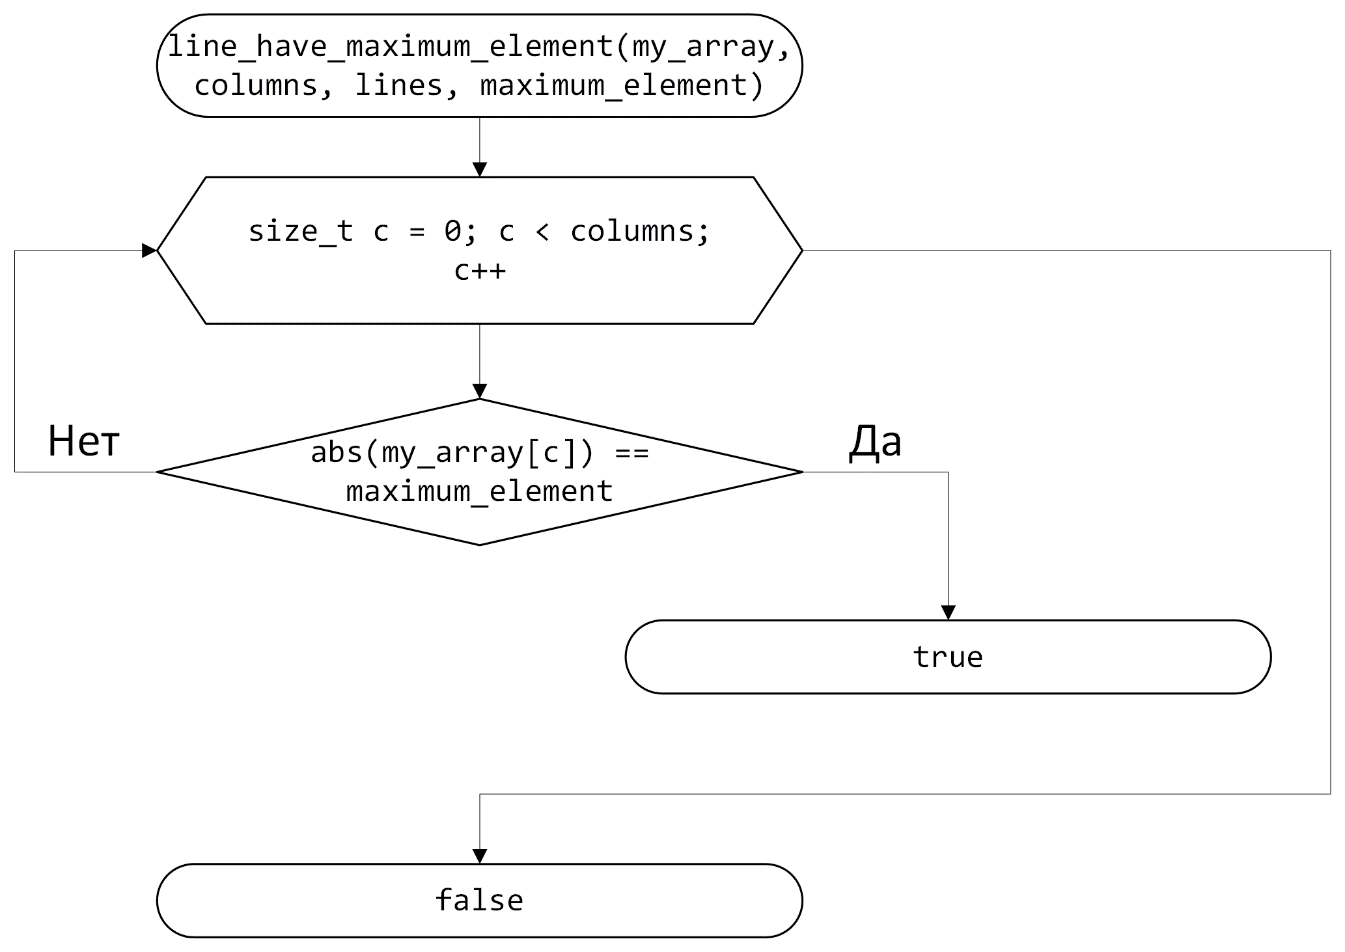 line_have_maximum_element(my_array,
columns, lines, maximum_element)
size_t c = 0; c < columns;
c++
Нет
Да
abs(my_array[c]) ==
maximum_element
true
false